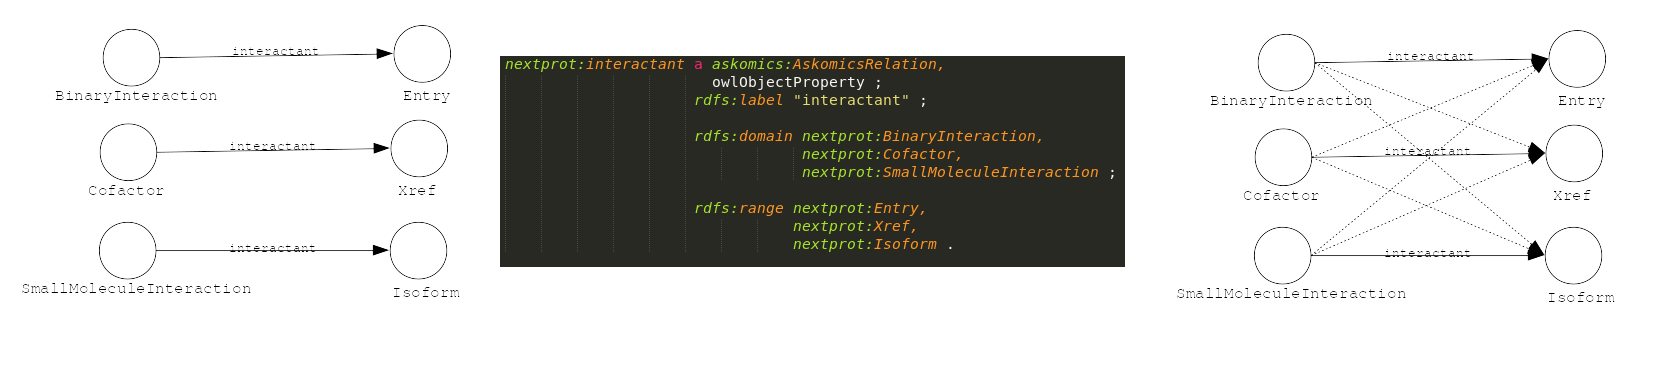 interactant
BinaryInteraction
Entry
interactant
Cofactor
Xref
interactant
SmallMoleculeInteraction
Isoform
nextprot:interactant a askomics:AskomicsRelation,
owlObjectProperty ;
rdfs:label "interactant" ;
rdfs:domain nextprot:BinaryInteraction,
nextprot:Cofactor,
nextprot:SmallMoleculeInteraction ;
rdfs:range nextprot:Entry,
nextprot:Xref,
nextprot:Isoform .
interactant
BinaryInteraction
Entry
interactant
Cofactor
Xref
interactant
SmallMoleculeInteraction
Isoform